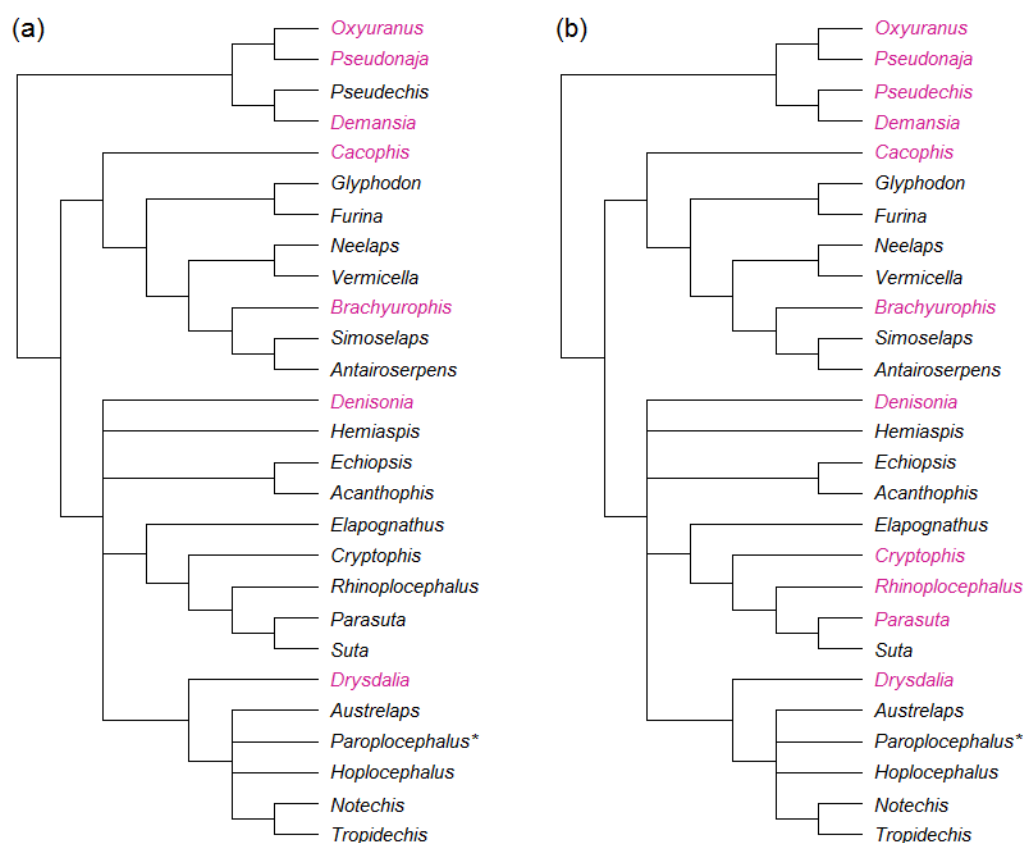 (a)
Oxyuranus
Pseudonaja
Pseudechis
Demansia
Cacophis
Glyphodon
Furina
Neelaps
Vermicella
Brachyurophis
Simoselaps
Antairoserpens
Denisonia
Hemiaspis
Echiopsis
Acanthophis
Elapognathus
Cryptophis
Rhinoplocephalus
Parasuta
Suta
Drysdalia
Austrelaps
Paroplocephalus*
Hoplocephalus
Notechis
Tropidechis
(b)
Oxyuranus
Pseudonaja
Pseudechis
Demansia
Cacophis
Glyphodon
Furina
Neelaps
Vermicella
Brachyurophis
Simoselaps
Antairoserpens
Denisonia
Hemiaspis
Echiopsis
Acanthophis
Elapognathus
Cryptophis
Rhinoplocephalus
Parasuta
Suta
Drysdalia
Austrelaps
Paroplocephalus*
Hoplocephalus
Notechis
Tropidechis